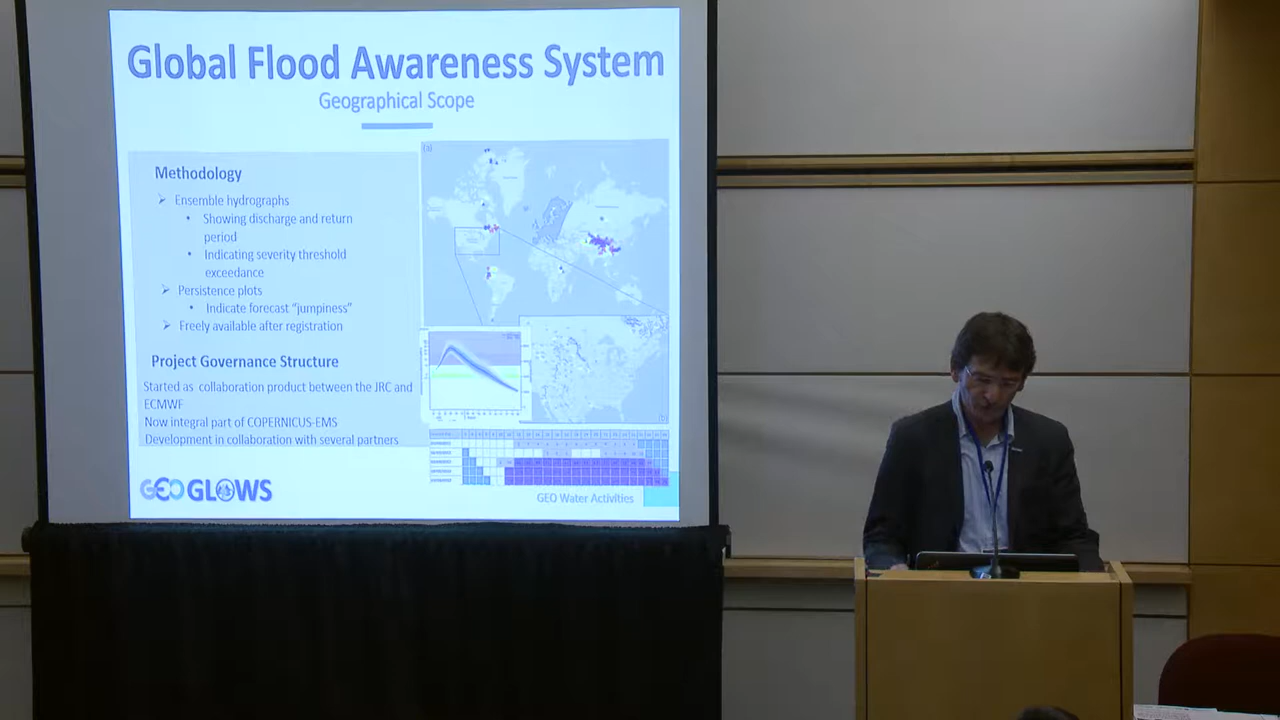 Global Flood Awareness System
Geographical Scope
Methodology
Ensemble hydrographs
Showing discharge and return
period
Indicating severity threshold
exceedance
Persistence plots
Indicate forecast "jumpiness"
Freely available after registration
Project Governance Structure
Started as collaboration product between the JRC and
ECMWF
Now integral part of COPERNICUS-EMS
Development in collaboration with several partners
(a)
GEO GLOWS
GEO Water Activities